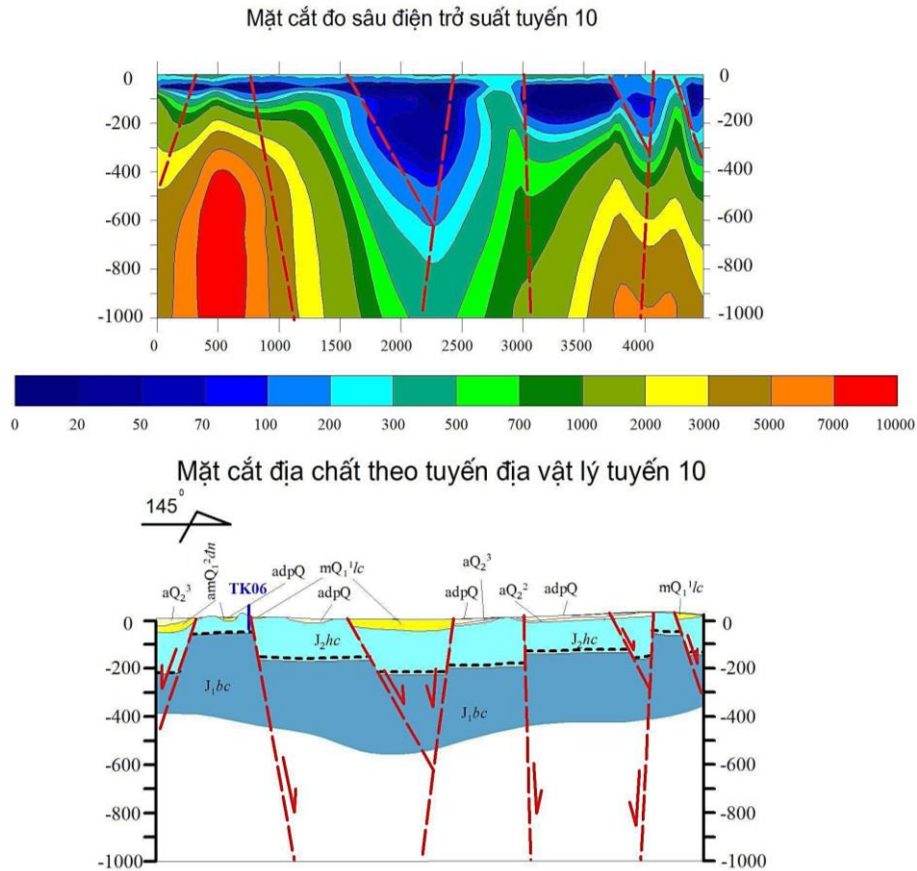 Mặt cắt đo sâu điện trở suất tuyến 10
0 0
-200 -200
-400 -400
-600 -600
-800 -800
-1000 -1000
0 500 1000 1500 2000 2500 3000 3500 4000
0 20 50 70 100 200 300 500 700 1000 2000 3000 5000 7000 10000
Mặt cắt địa chất theo tuyến địa vật lý tuyến 10
145⁰
aQ₂³ amQ₁²đn TK06 adpQ adpQ mQ₁¹lc adpQ aQ₂³ aQ₂² adpQ mQ₁¹lc
0 0
J₂hc J₂hc
-200 -200
J₁bc J₁bc
-400 -400
-600 -600
-800 -800
-1000 -1000